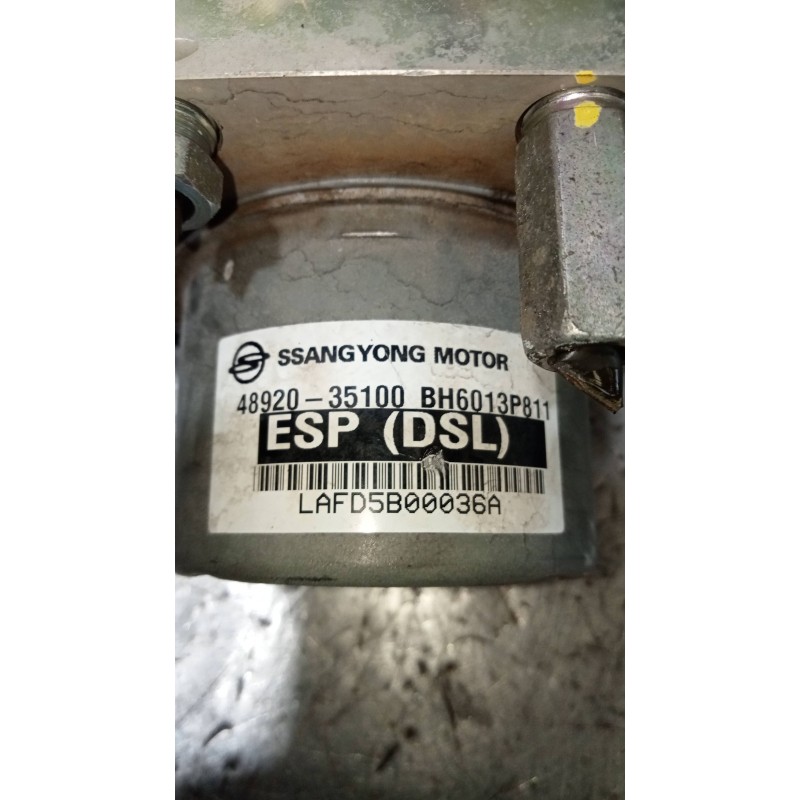 SSANGYONG MOTOR
48920-35100 BH6013P811
ESP (DSL)
LAFD5B00036A